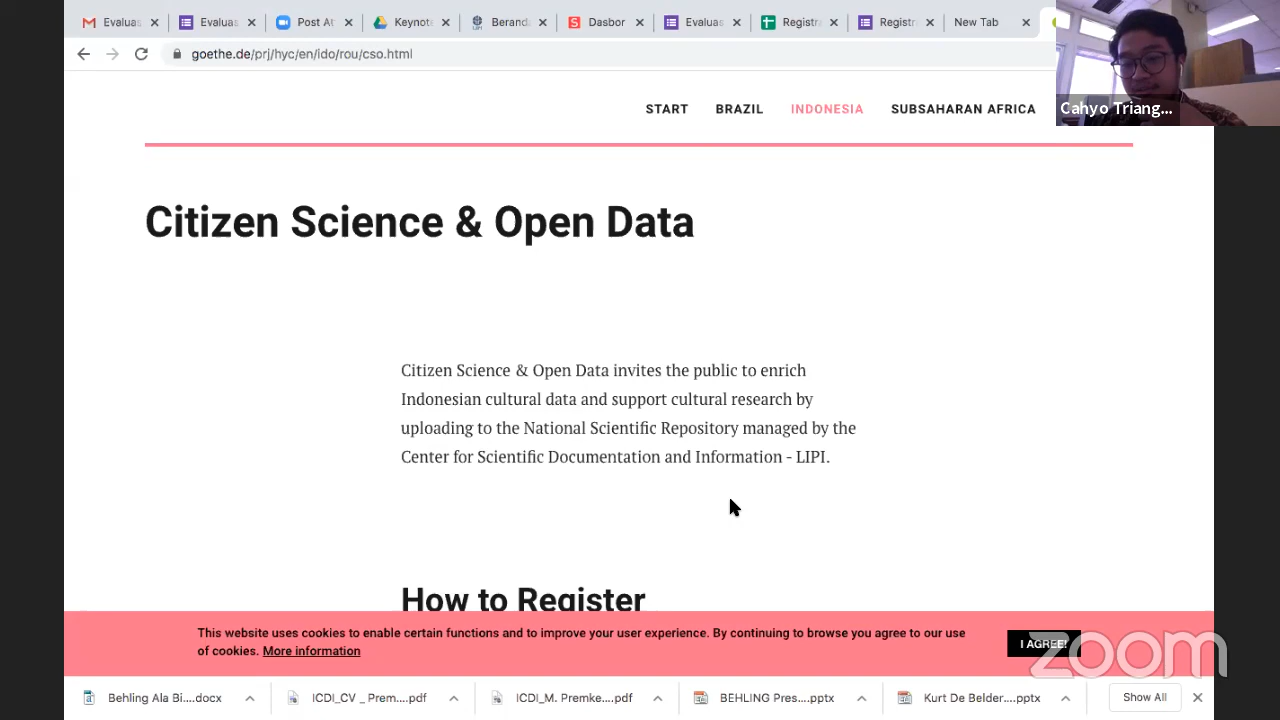 Evaluas
Evaluas
Post At
Keynote
Berand
Dasbor
Evaluas
Registra
Registr
New Tab
goethe.de/prj/hyc/en/ido/rou/cso.html
Cahyo Triang...
START BRAZIL INDONESIA SUBSAHARAN AFRICA
Citizen Science & Open Data
Citizen Science & Open Data invites the public to enrich
Indonesian cultural data and support cultural research by
uploading to the National Scientific Repository managed by the
Center for Scientific Documentation and Information - LIPI.
How to Register
This website uses cookies to enable certain functions and to improve your user experience. By continuing to browse you agree to our use
of cookies. More information
I AGREE!
zoom
Behling Ala Bi....docx
ICDI_CV _ Prem....pdf
ICDI_M. Premke....pdf
BEHLING Pres....pptx
Kurt De Belder....pptx
Show All